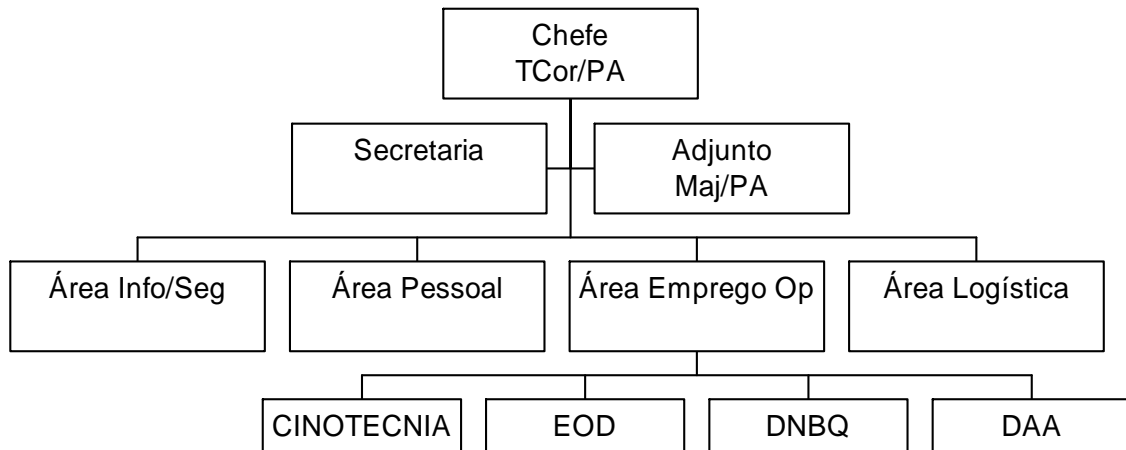 Chefe
TCor/PA
Secretaria
Adjunto
Maj/PA
Área Info/Seg
Área Pessoal
Área Emprego Op
Área Logística
CINOTECNIA
EOD
DNBQ
DAA